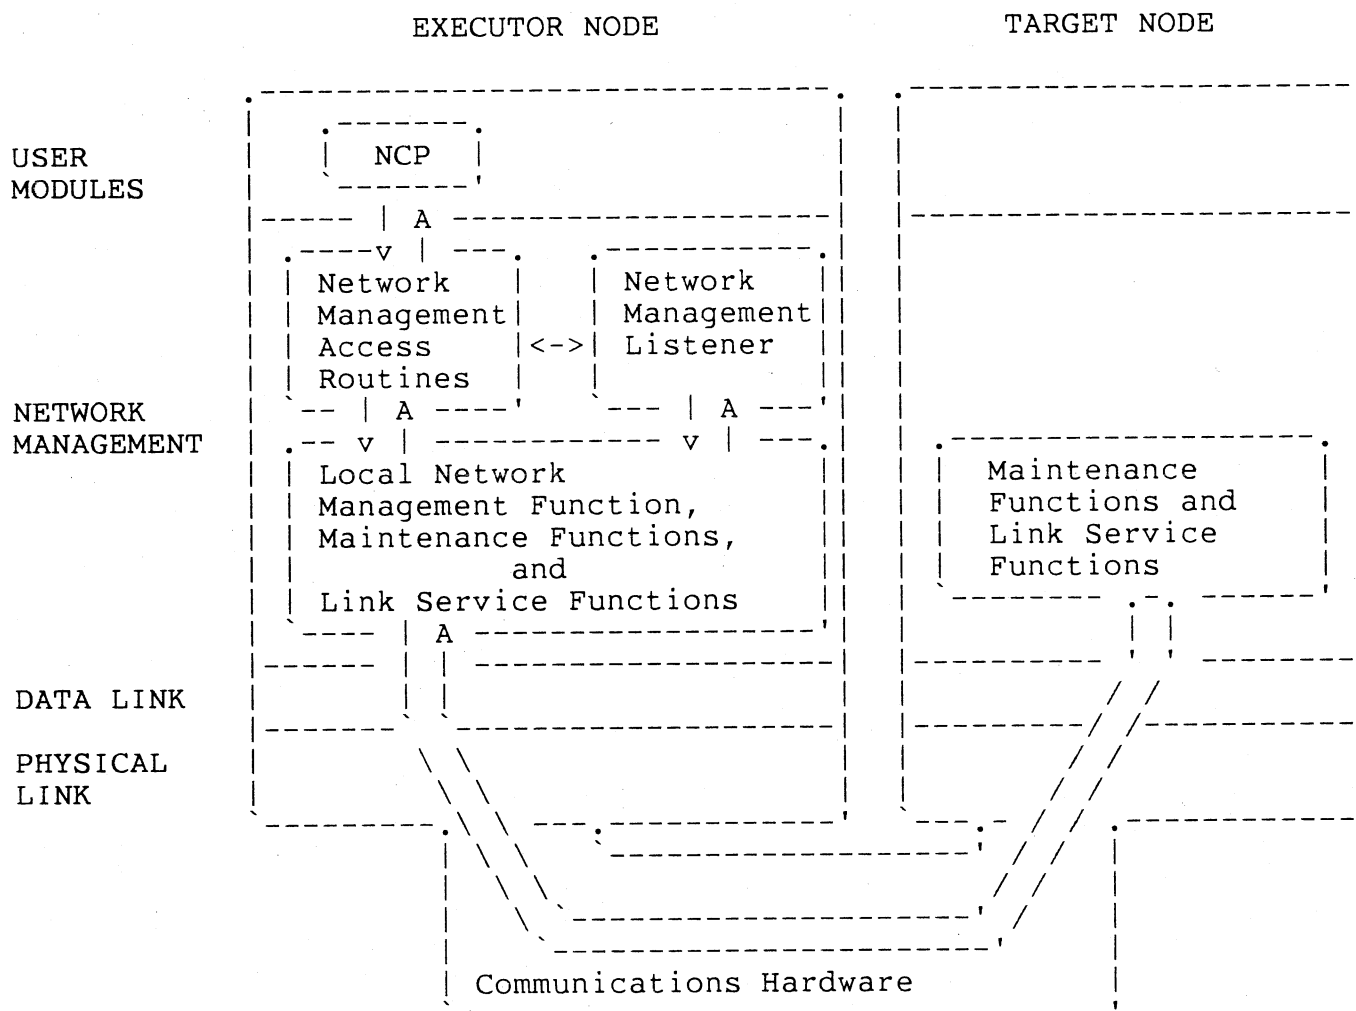 EXECUTOR NODE
TARGET NODE
USER
MODULES
NCP
Network
Management
Access
Routines
<->
Network
Management
Listener
NETWORK
MANAGEMENT
Local Network
Management Function,
Maintenance Functions,
and
Link Service Functions
Maintenance
Functions and
Link Service
Functions
DATA LINK
PHYSICAL
LINK
Communications Hardware